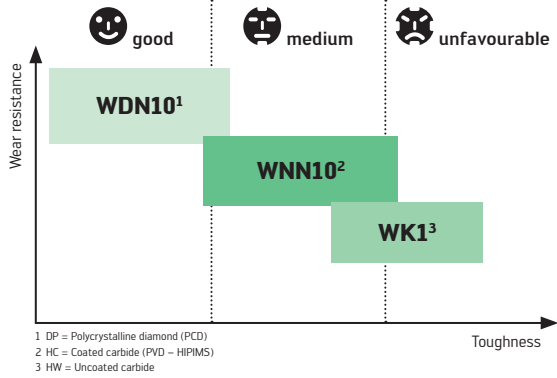 good
medium
unfavourable
Wear resistance
WDN10¹
WNN10²
WK1³
Toughness
1 DP = Polycrystalline diamond (PCD)
2 HC = Coated carbide (PVD – HIPIMS)
3 HW = Uncoated carbide